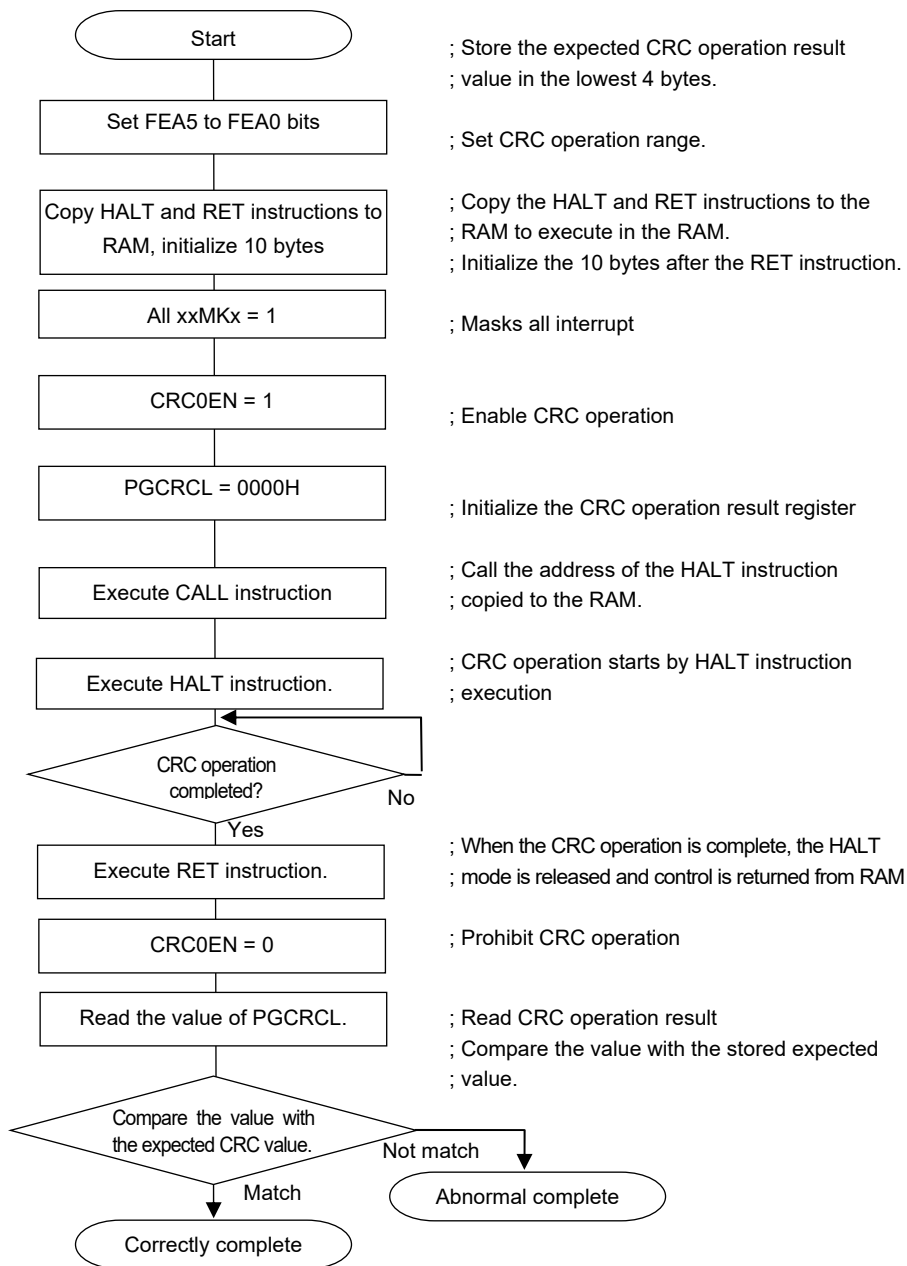 Start
; Store the expected CRC operation result
; value in the lowest 4 bytes.
Set FEA5 to FEA0 bits
; Set CRC operation range.
Copy HALT and RET instructions to
RAM, initialize 10 bytes
; Copy the HALT and RET instructions to the
; RAM to execute in the RAM.
; Initialize the 10 bytes after the RET instruction.
All xxMKx = 1
; Masks all interrupt
CRC0EN = 1
; Enable CRC operation
PGCRCL = 0000H
; Initialize the CRC operation result register
Execute CALL instruction
; Call the address of the HALT instruction
; copied to the RAM.
Execute HALT instruction.
; CRC operation starts by HALT instruction
; execution
CRC operation
completed?
No
Yes
Execute RET instruction.
; When the CRC operation is complete, the HALT
; mode is released and control is returned from RAM
CRC0EN = 0
; Prohibit CRC operation
Read the value of PGCRCL.
; Read CRC operation result
; Compare the value with the stored expected
; value.
Compare the value with
the expected CRC value.
Not match
Match
Abnormal complete
Correctly complete